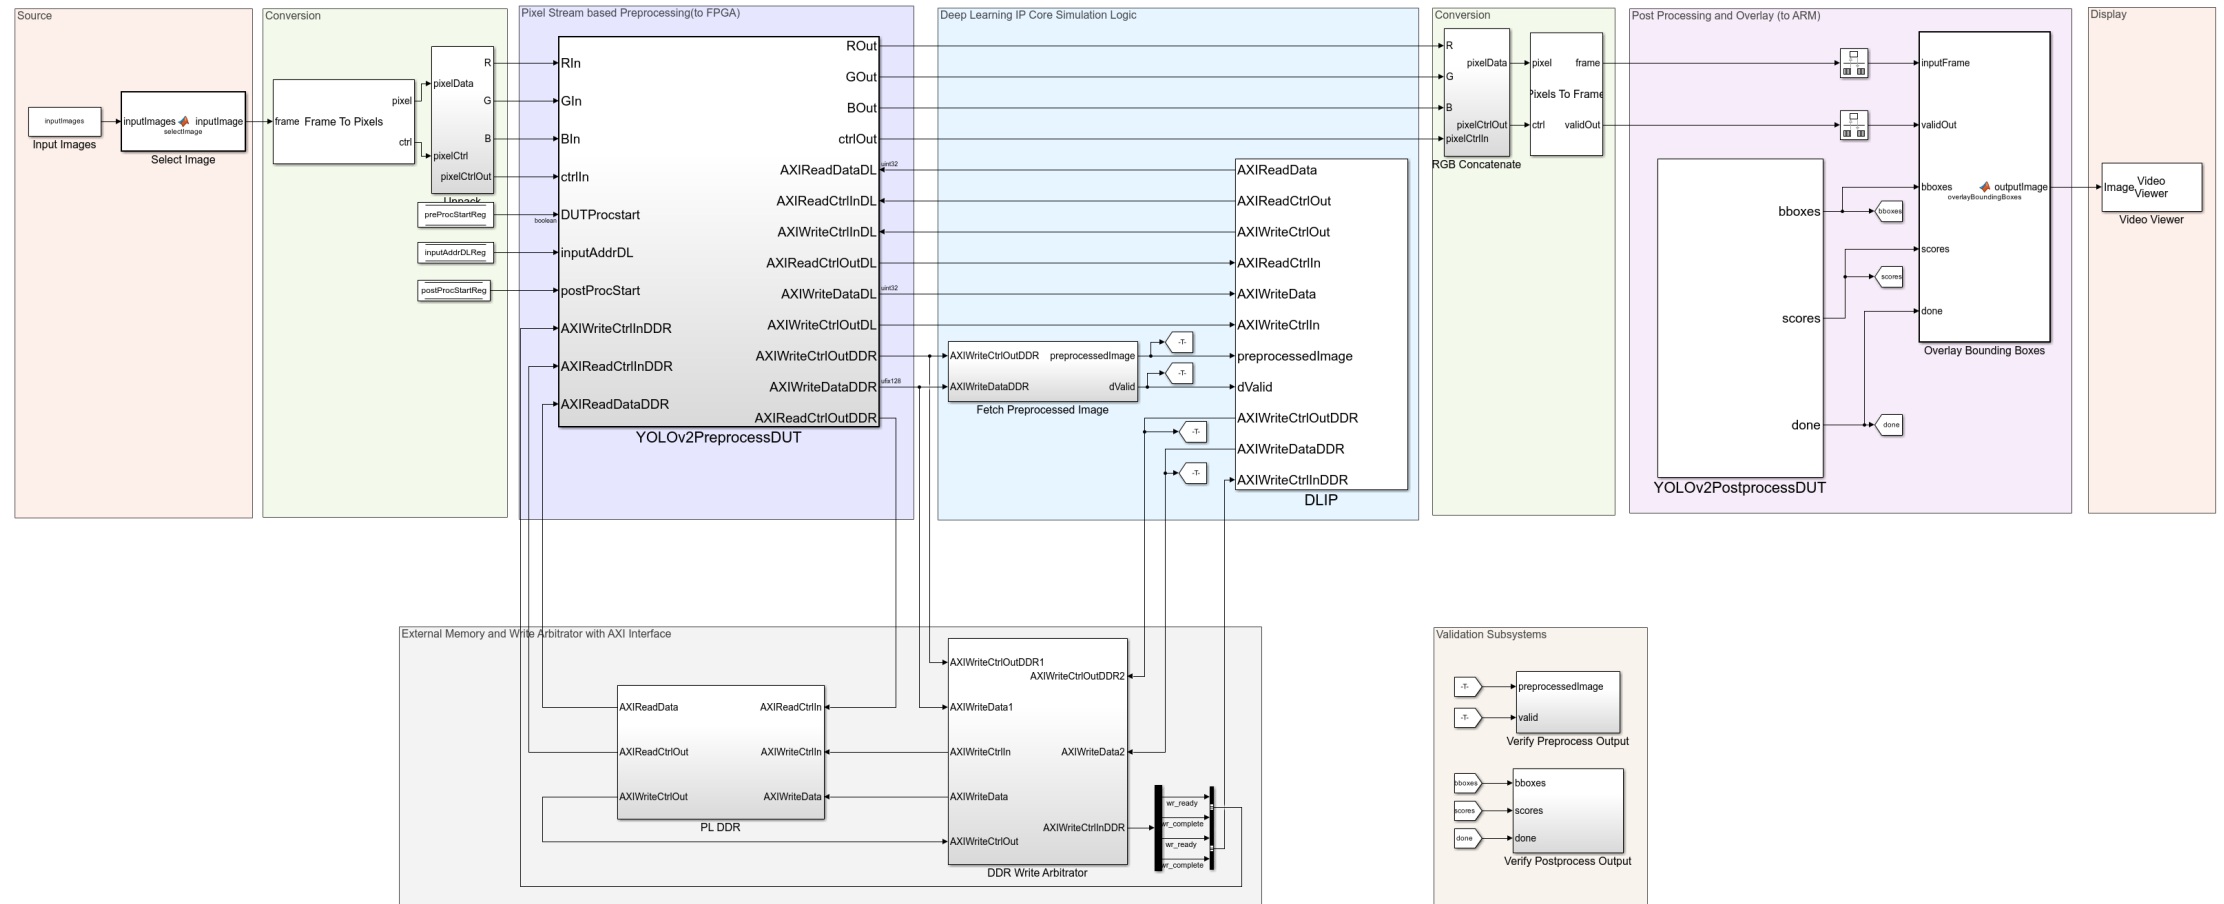 Source
inputImages
Input Images
inputImages
inputImage
selectImage
Select Image
Conversion
frame
Frame To Pixels
pixel
ctrl
pixelData
pixelCtrl
R
G
B
pixelCtrlOut
Unpack
preProcStartReg
inputAddrDLReg
postProcStartReg
Pixel Stream based Preprocessing(to FPGA)
boolean
RIn
GIn
BIn
ctrlIn
DUTProcstart
inputAddrDL
postProcStart
AXIWriteCtrlInDDR
AXIReadCtrlInDDR
AXIReadDataDDR
ROut
GOut
BOut
ctrlOut
AXIReadDataDL
AXIReadCtrlInDL
AXIWriteCtrlInDL
AXIReadCtrlOutDL
AXIWriteDataDL
AXIWriteCtrlOutDL
AXIWriteCtrlOutDDR
AXIWriteDataDDR
AXIReadCtrlOutDDR
YOLOv2PreprocessDUT
uint32
uint32
ufix128
Deep Learning IP Core Simulation Logic
AXIWriteCtrlOutDDR
AXIWriteDataDDR
preprocessedImage
dValid
Fetch Preprocessed Image
-T-
-T-
-T-
-T-
AXIReadData
AXIReadCtrlOut
AXIWriteCtrlOut
AXIReadCtrlIn
AXIWriteData
AXIWriteCtrlIn
preprocessedImage
dValid
AXIWriteCtrlOutDDR
AXIWriteDataDDR
AXIWriteCtrlInDDR
DLIP
Conversion
R
G
B
pixelCtrlIn
pixelData
pixelCtrlOut
RGB Concatenate
pixel
ctrl
Pixels To Frame
frame
validOut
Post Processing and Overlay (to ARM)
bboxes
scores
done
YOLOv2PostprocessDUT
bboxes
scores
done
inputFrame
validOut
bboxes
scores
done
outputImage
overlayBoundingBoxes
Overlay Bounding Boxes
Display
Image
Video
Viewer
Video Viewer
External Memory and Write Arbitrator with AXI Interface
AXIReadData
AXIReadCtrlOut
AXIWriteCtrlOut
AXIReadCtrlIn
AXIWriteCtrlIn
AXIWriteData
PL DDR
AXIWriteCtrlOutDDR1
AXIWriteCtrlOutDDR2
AXIWriteData1
AXIWriteCtrlIn
AXIWriteData2
AXIWriteData
AXIWriteCtrlInDDR
AXIWriteCtrlOut
DDR Write Arbitrator
wr_ready
wr_complete
wr_ready
wr_complete
Validation Subsystems
-T-
-T-
preprocessedImage
valid
Verify Preprocess Output
bboxes
scores
done
bboxes
scores
done
Verify Postprocess Output